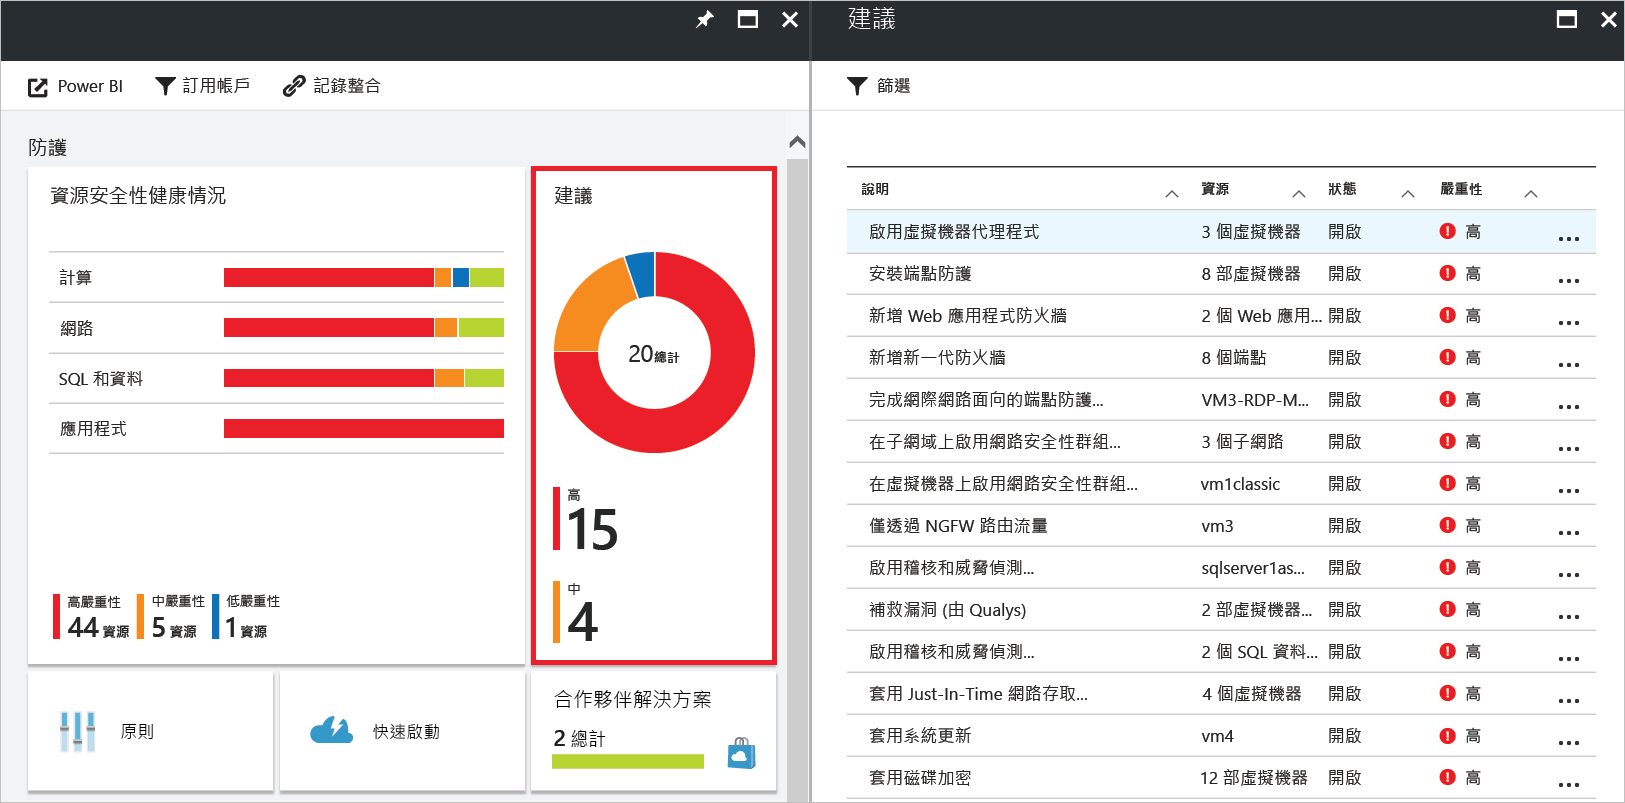 建議
Power BI
訂用帳戶
記錄整合
篩選
防護
資源安全性健康情況
計算
網路
SQL 和資料
應用程式
高嚴重性
44 資源
中嚴重性
5 資源
低嚴重性
1 資源
建議
20總計
高
15
中
4
原則
快速啟動
合作夥伴解決方案
2 總計
說明 資源 狀態 嚴重性
啟用虛擬機器代理程式 3 個虛擬機器 開啟 高 ...
安裝端點防護 8 部虛擬機器 開啟 高 ...
新增 Web 應用程式防火牆 2 個 Web 應用... 開啟 高 ...
新增新一代防火牆 8 個端點 開啟 高 ...
完成網際網路面向的端點防護... VM3-RDP-M... 開啟 高 ...
在子網域上啟用網路安全性群組... 3 個子網路 開啟 高 ...
在虛擬機器上啟用網路安全性群組... vm1classic 開啟 高 ...
僅透過 NGFW 路由流量 vm3 開啟 高 ...
啟用稽核和威脅偵測... sqlserver1as... 開啟 高 ...
補救漏洞 (由 Qualys) 2 部虛擬機器... 開啟 高 ...
啟用稽核和威脅偵測... 2 個 SQL 資料... 開啟 高 ...
套用 Just-In-Time 網路存取... 4 個虛擬機器 開啟 高 ...
套用系統更新 vm4 開啟 高 ...
套用磁碟加密 12 部虛擬機器 開啟 高 ...